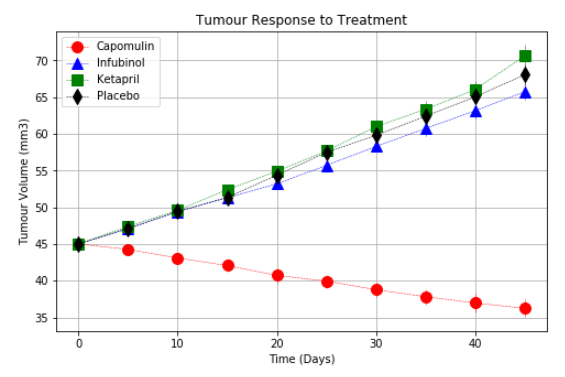 Tumour Response to Treatment
Capomulin
Infubinol
Ketapril
Placebo
Tumour Volume (mm3)
70
65
60
55
50
45
40
35
0 10 20 30 40
Time (Days)